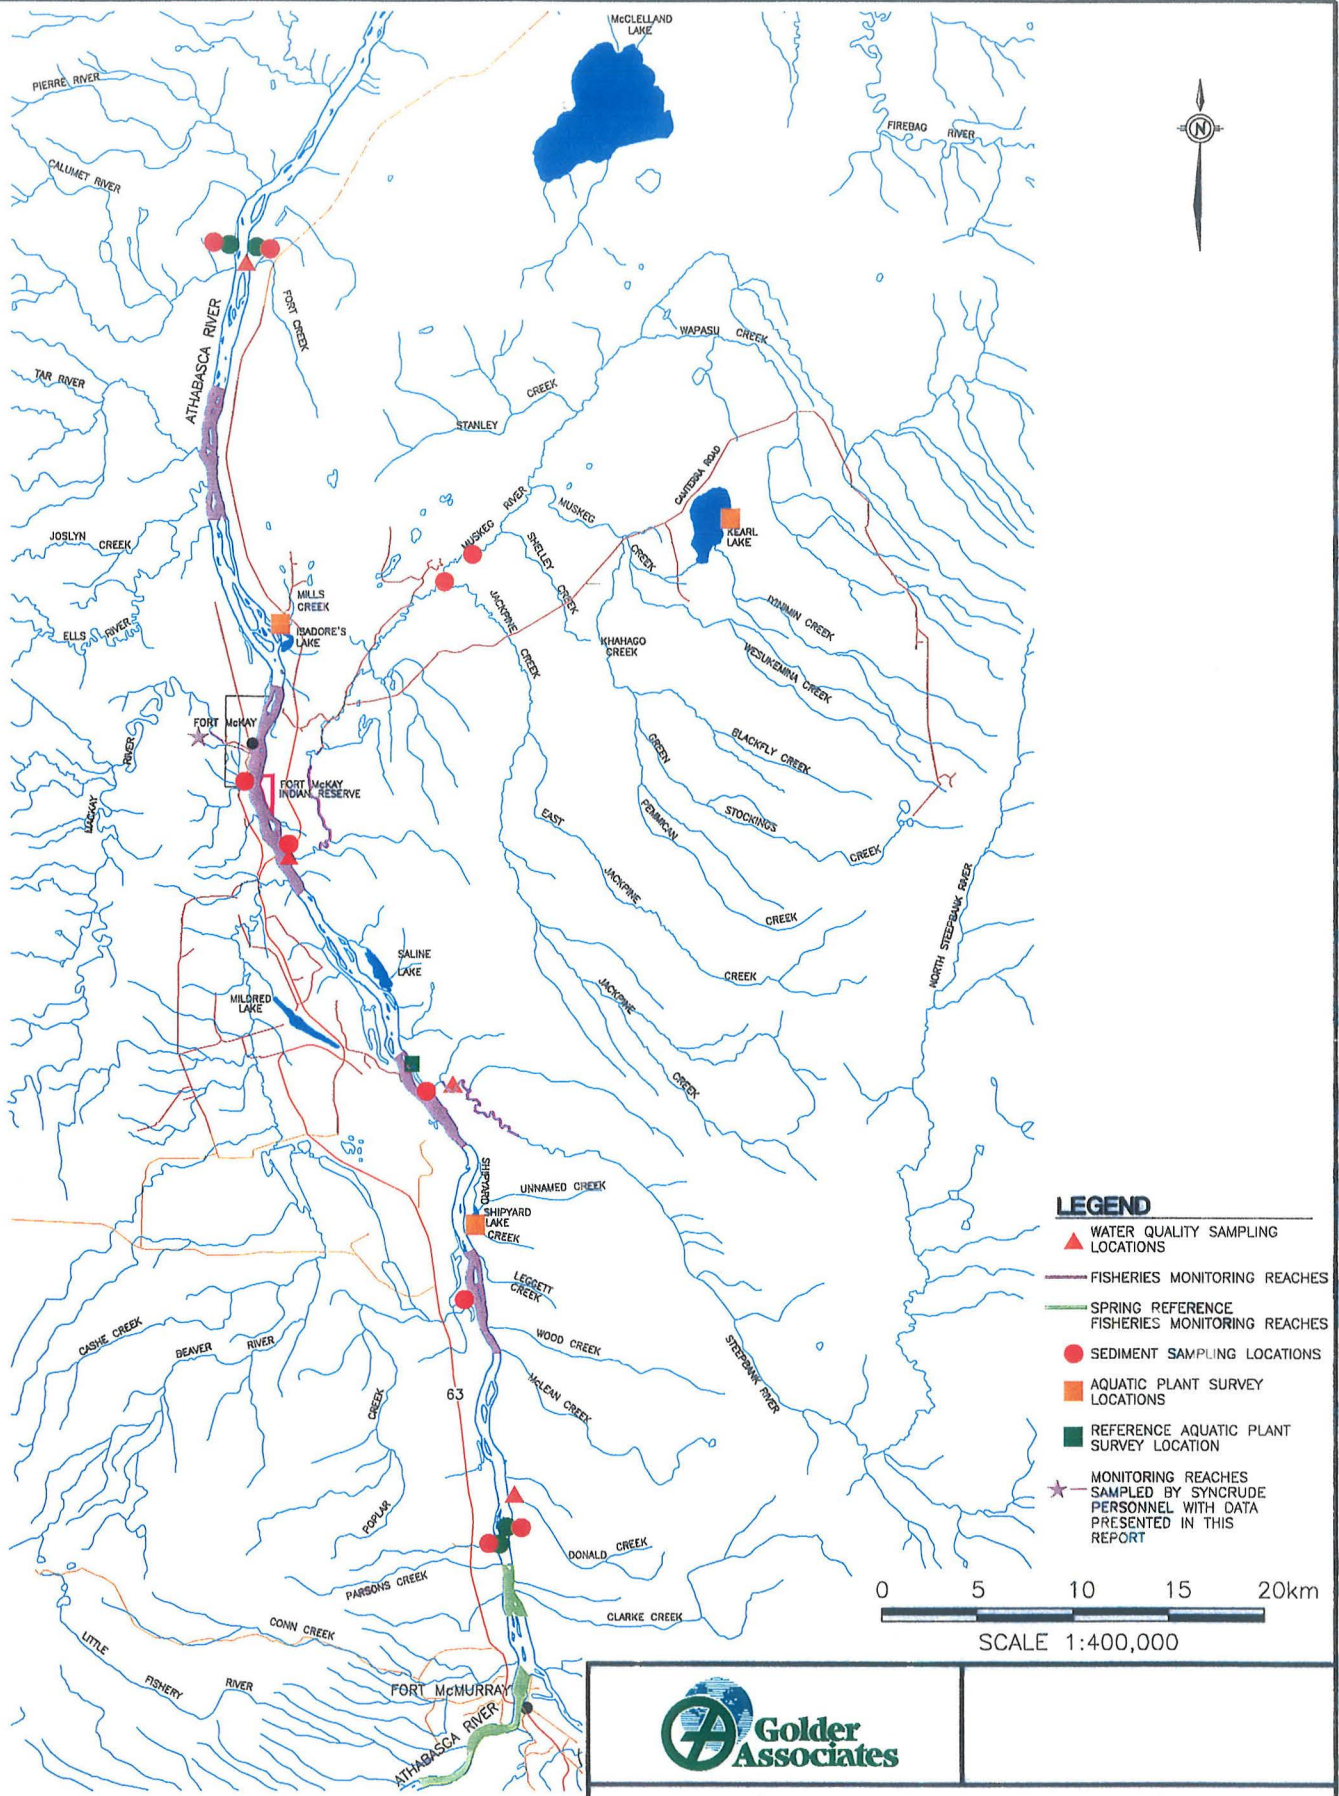 McCLELLAND
LAKE
PIERRE RIVER
FIREBAG RIVER
CALUMET RIVER
N
FORT CREEK
ATHABASCA RIVER
WAPASU CREEK
TAR RIVER
CREEK
STANLEY
CANTERRA ROAD
MUSKEG RIVER
MUSKEG
JOSLYN CREEK
SHELLEY
CREEK
KEARL
LAKE
CREEK
MILLS
CREEK
JACKPINE
CREEK
IYINIMIN CREEK
ELLS RIVER
ISADORE'S
LAKE
KHAHAGO
CREEK
WESUKEMINA CREEK
FORT McKAY
RIVER
MACKAY
GREEN
BLACKFLY CREEK
FORT McKAY
INDIAN RESERVE
EAST
PEMMICAN
STOCKINGS
CREEK
JACKPINE
CREEK
NORTH STEEPBANK RIVER
SALINE
LAKE
CREEK
JACKPINE
MILDRED
LAKE
CREEK
SHIPYARD
UNNAMED CREEK
SHIPYARD
LAKE
CREEK
LEGGETT
CREEK
CASHE CREEK
BEAVER RIVER
WOOD CREEK
STEEPBANK RIVER
McLEAN CREEK
CREEK
63
POPLAR
DONALD CREEK
PARSONS CREEK
CLARKE CREEK
CONN CREEK
LITTLE
FISHERY RIVER
FORT McMURRAY
ATHABASCA RIVER
LEGEND
WATER QUALITY SAMPLING
LOCATIONS
FISHERIES MONITORING REACHES
SPRING REFERENCE
FISHERIES MONITORING REACHES
SEDIMENT SAMPLING LOCATIONS
AQUATIC PLANT SURVEY
LOCATIONS
REFERENCE AQUATIC PLANT
SURVEY LOCATION
MONITORING REACHES
SAMPLED BY SYNCRUDE
PERSONNEL WITH DATA
PRESENTED IN THIS
REPORT
0 5 10 15 20km
SCALE 1:400,000
Golder
Associates